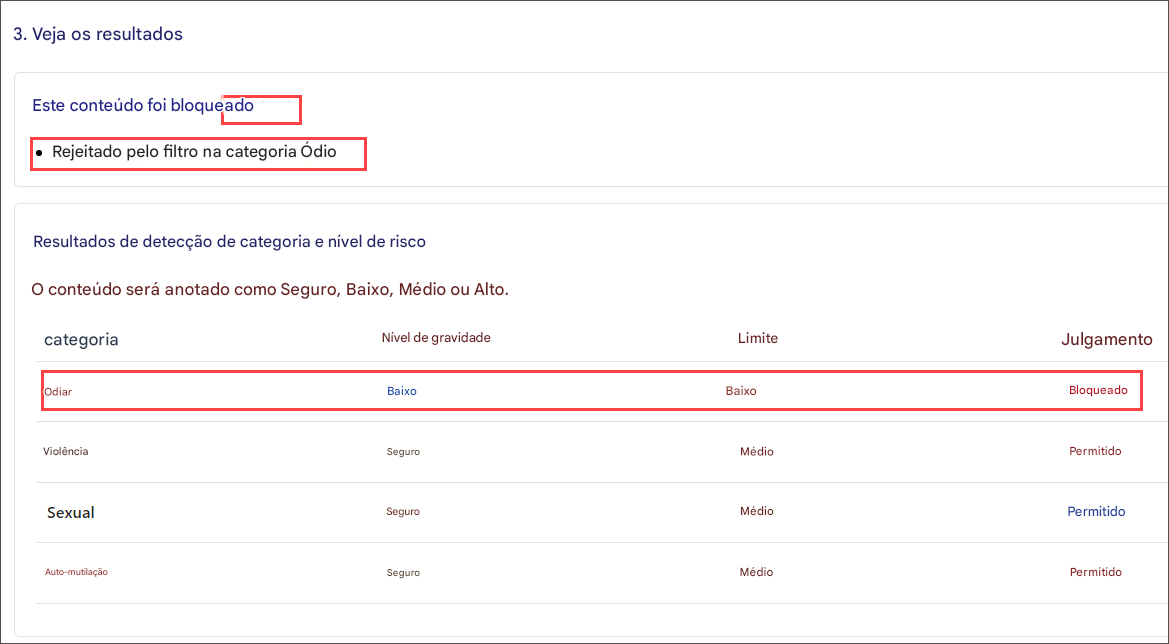 3. Veja os resultados
Este conteúdo foi bloqueado
• Rejeitado pelo filtro na categoria Ódio
Resultados de detecção de categoria e nível de risco
O conteúdo será anotado como Seguro, Baixo, Médio ou Alto.
categoria Nível de gravidade Limite Julgamento
Odiar Baixo Baixo Bloqueado
Violência Seguro Médio Permitido
Sexual Seguro Médio Permitido
Auto-mutilação Seguro Médio Permitido